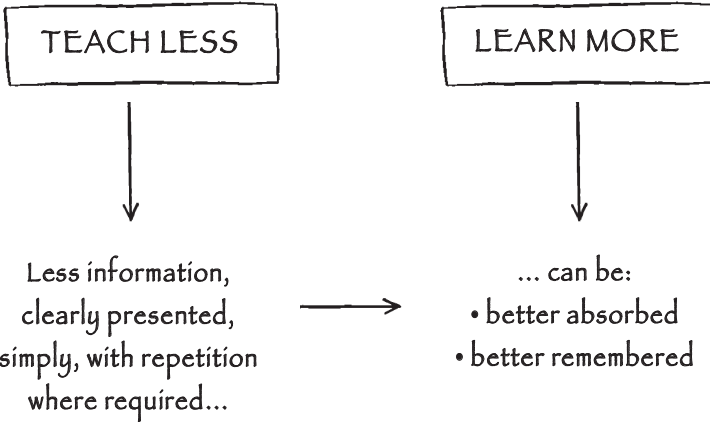 TEACH LESS
Less information,
clearly presented,
simply, with repetition
where required...
LEARN MORE
... can be:
• better absorbed
• better remembered